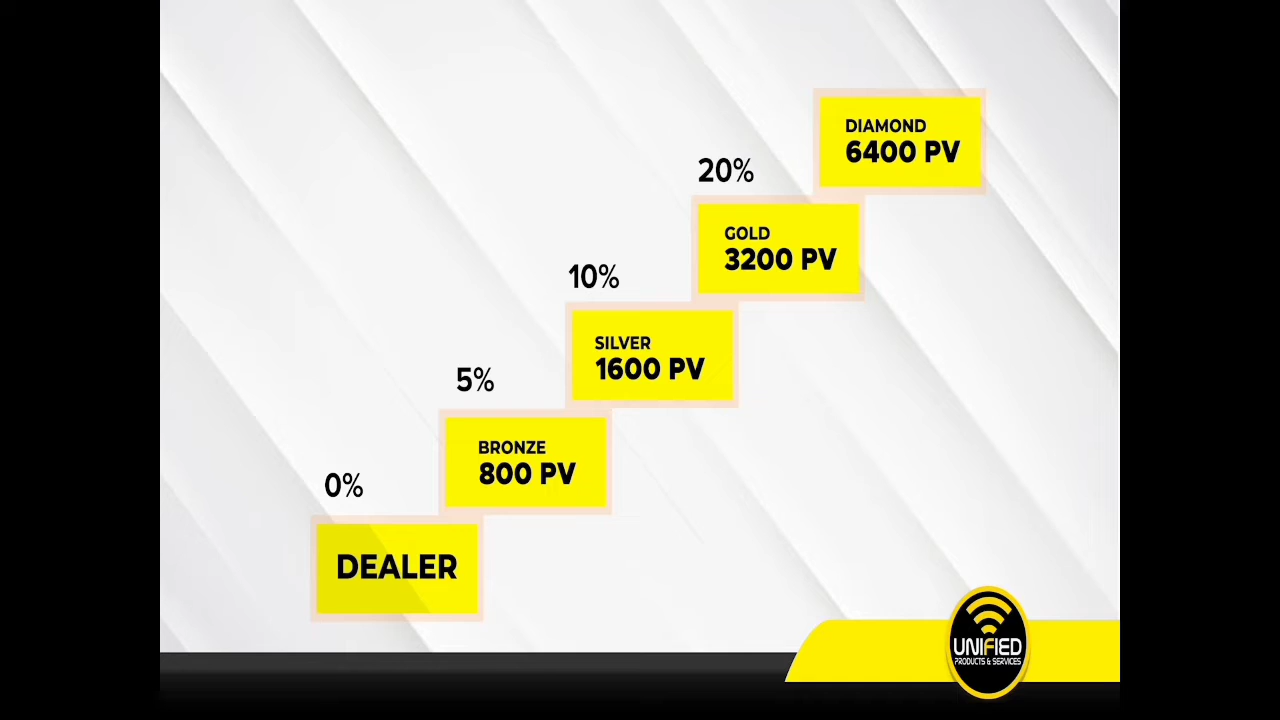 DIAMOND
6400 PV
20%
GOLD
3200 PV
10%
SILVER
1600 PV
5%
BRONZE
800 PV
0%
DEALER
UNIFIED
PRODUCTS & SERVICES